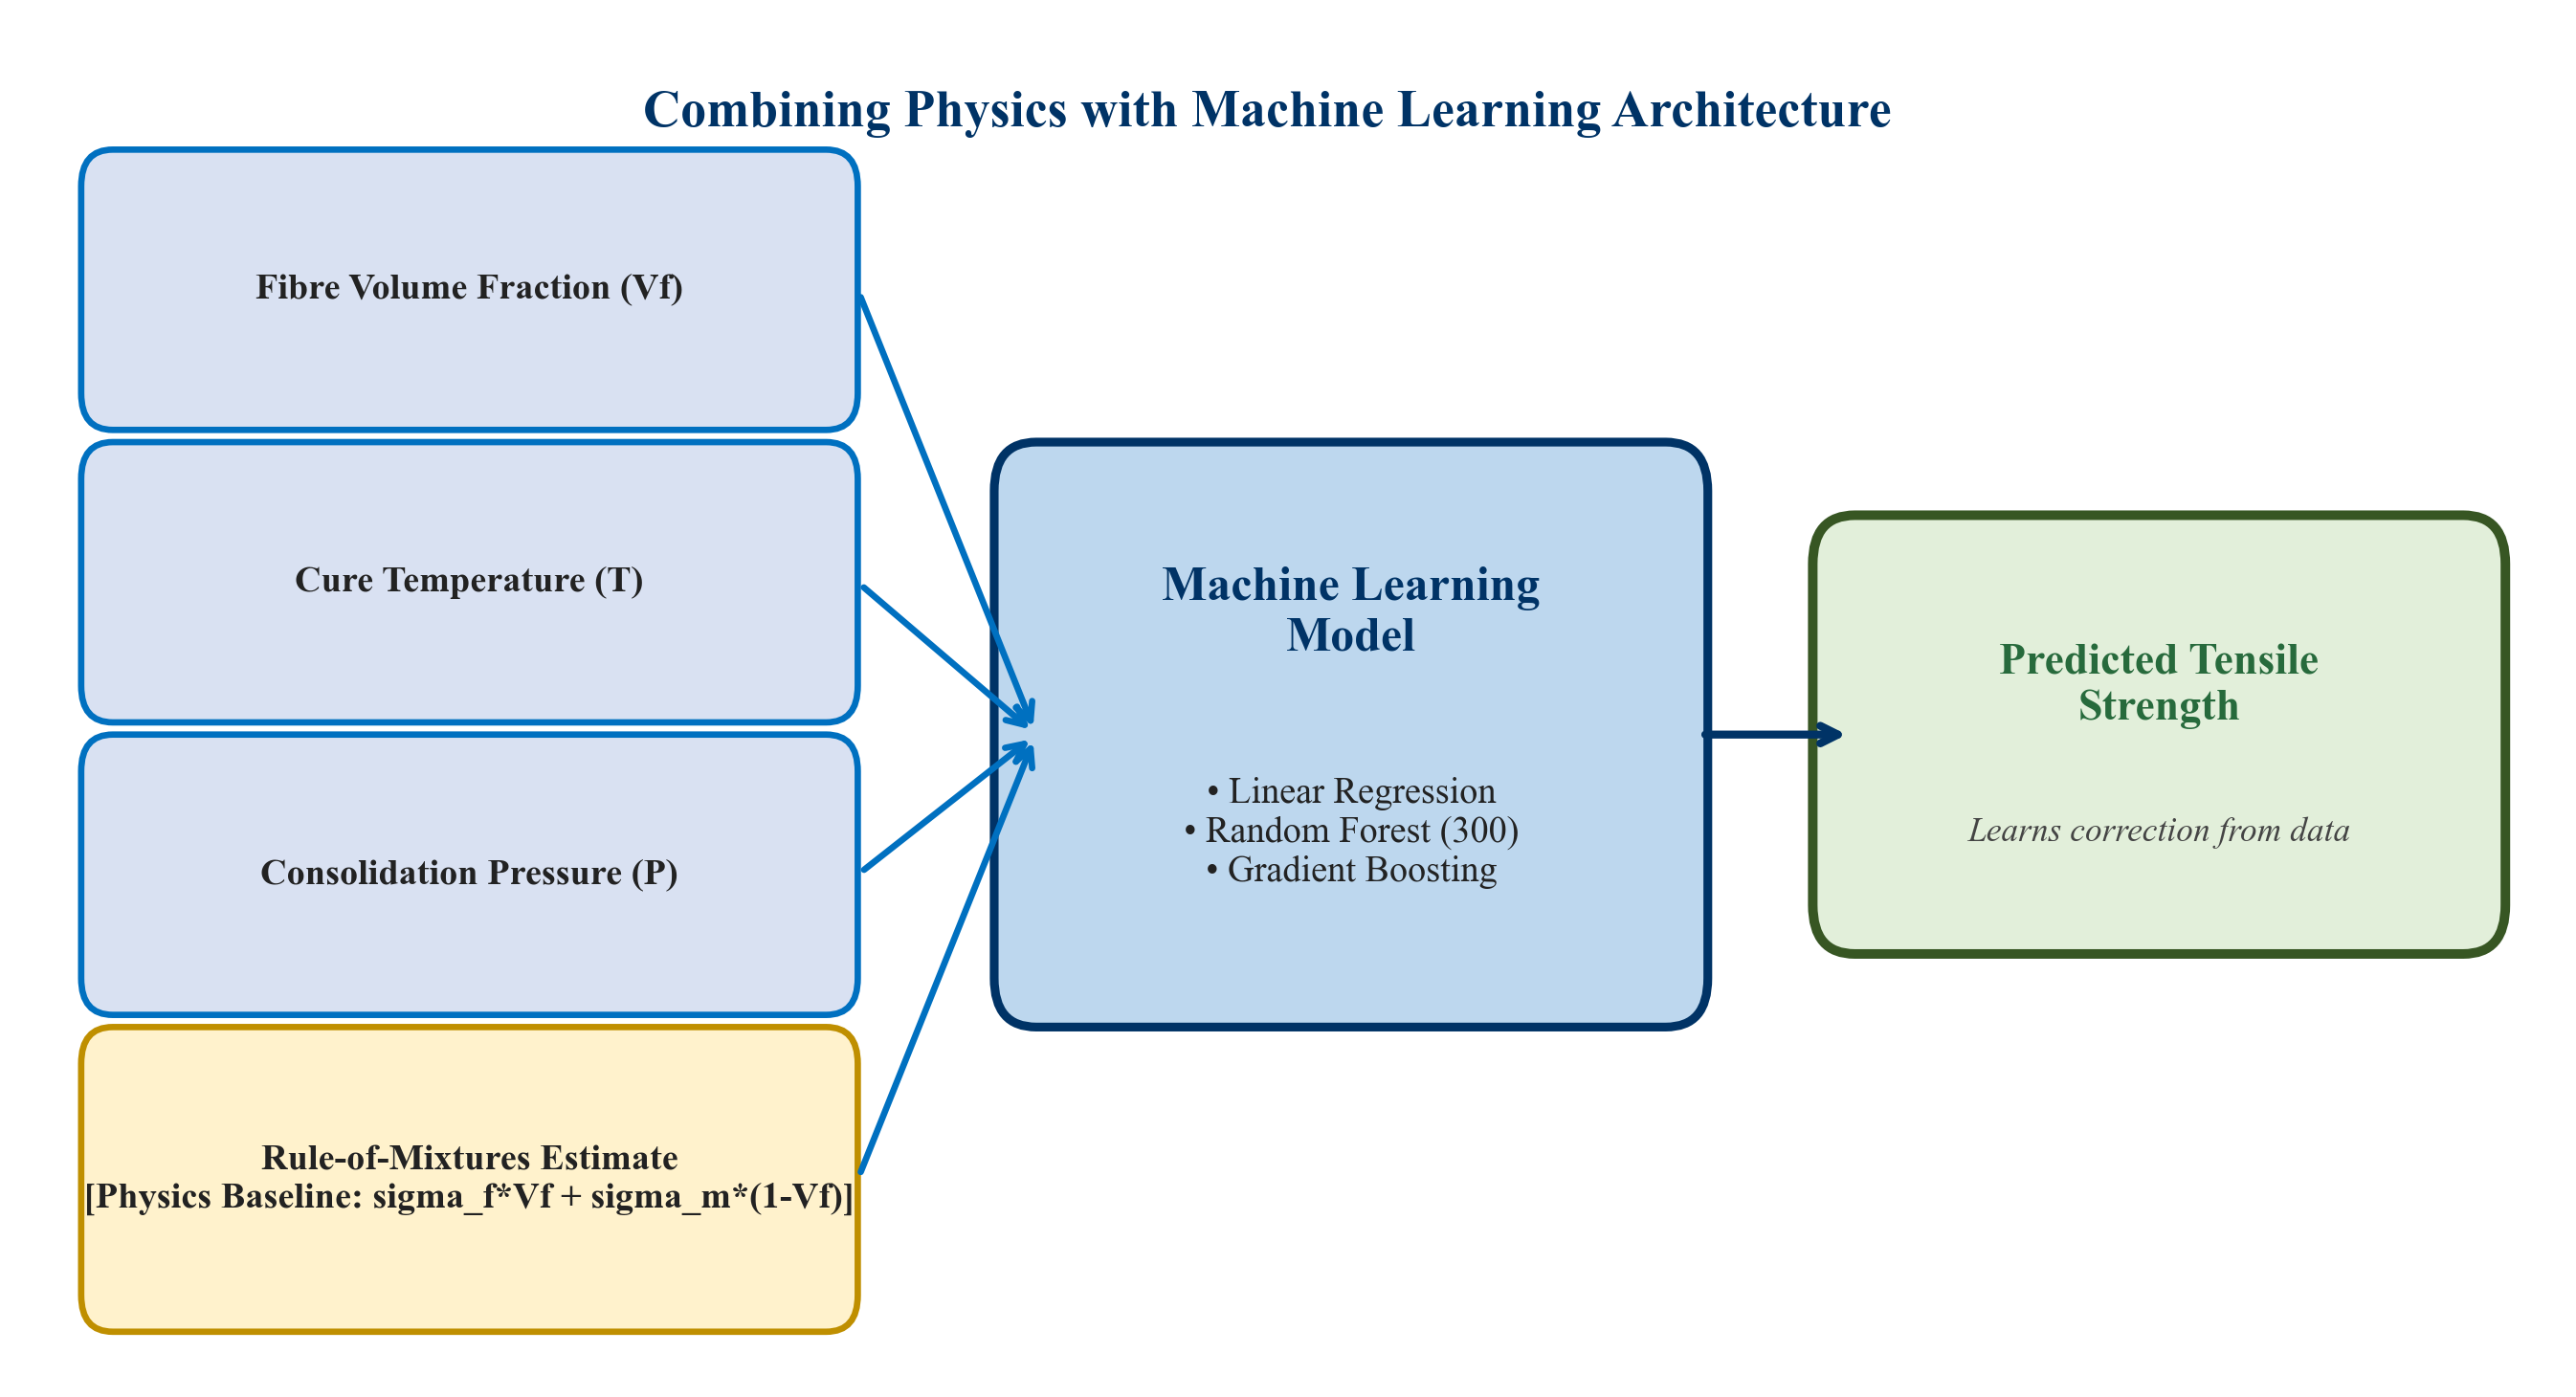 Combining Physics with Machine Learning Architecture
Fibre Volume Fraction (Vf)
Cure Temperature (T)
Consolidation Pressure (P)
Rule-of-Mixtures Estimate
[Physics Baseline: sigma_f*Vf + sigma_m*(1-Vf)]
Machine Learning
Model
• Linear Regression
• Random Forest (300)
• Gradient Boosting
Predicted Tensile
Strength
Learns correction from data